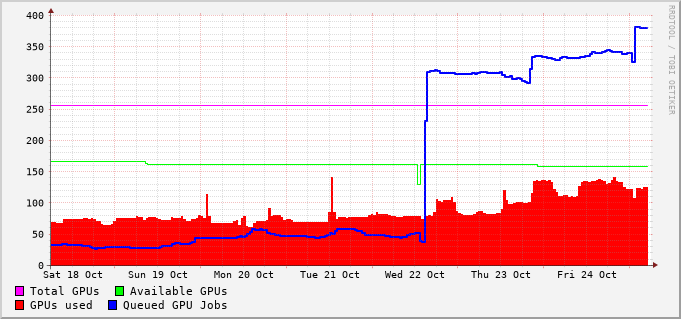 400
350
300
250
200
150
100
50
0
Sat 18 Oct Sun 19 Oct Mon 20 Oct Tue 21 Oct Wed 22 Oct Thu 23 Oct Fri 24 Oct
Total GPUs Available GPUs
GPUs used Queued GPU Jobs
RRDTOOL / TOBI OETIKER